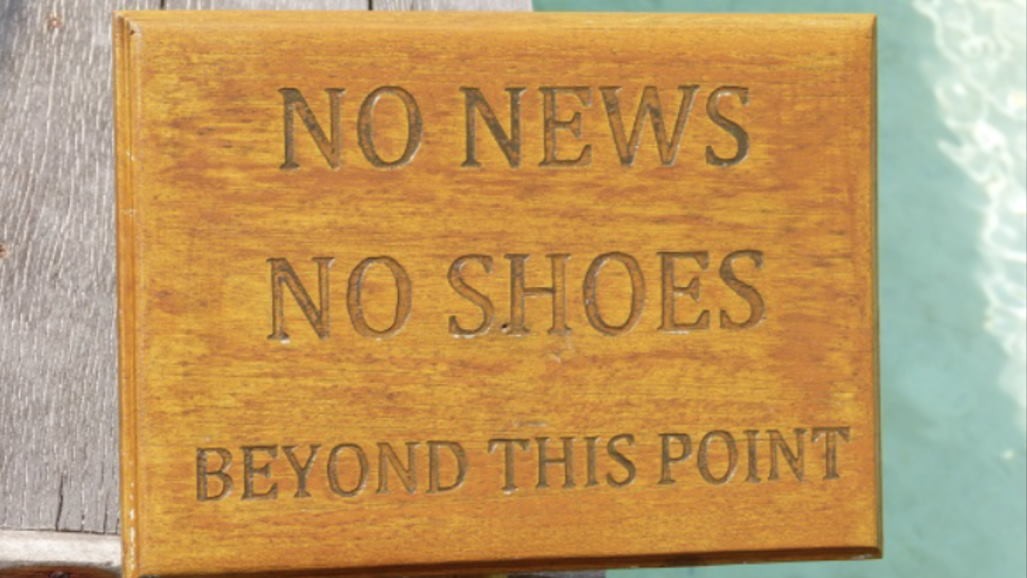 NO NEWS
NO SHOES
BEYOND THIS POINT